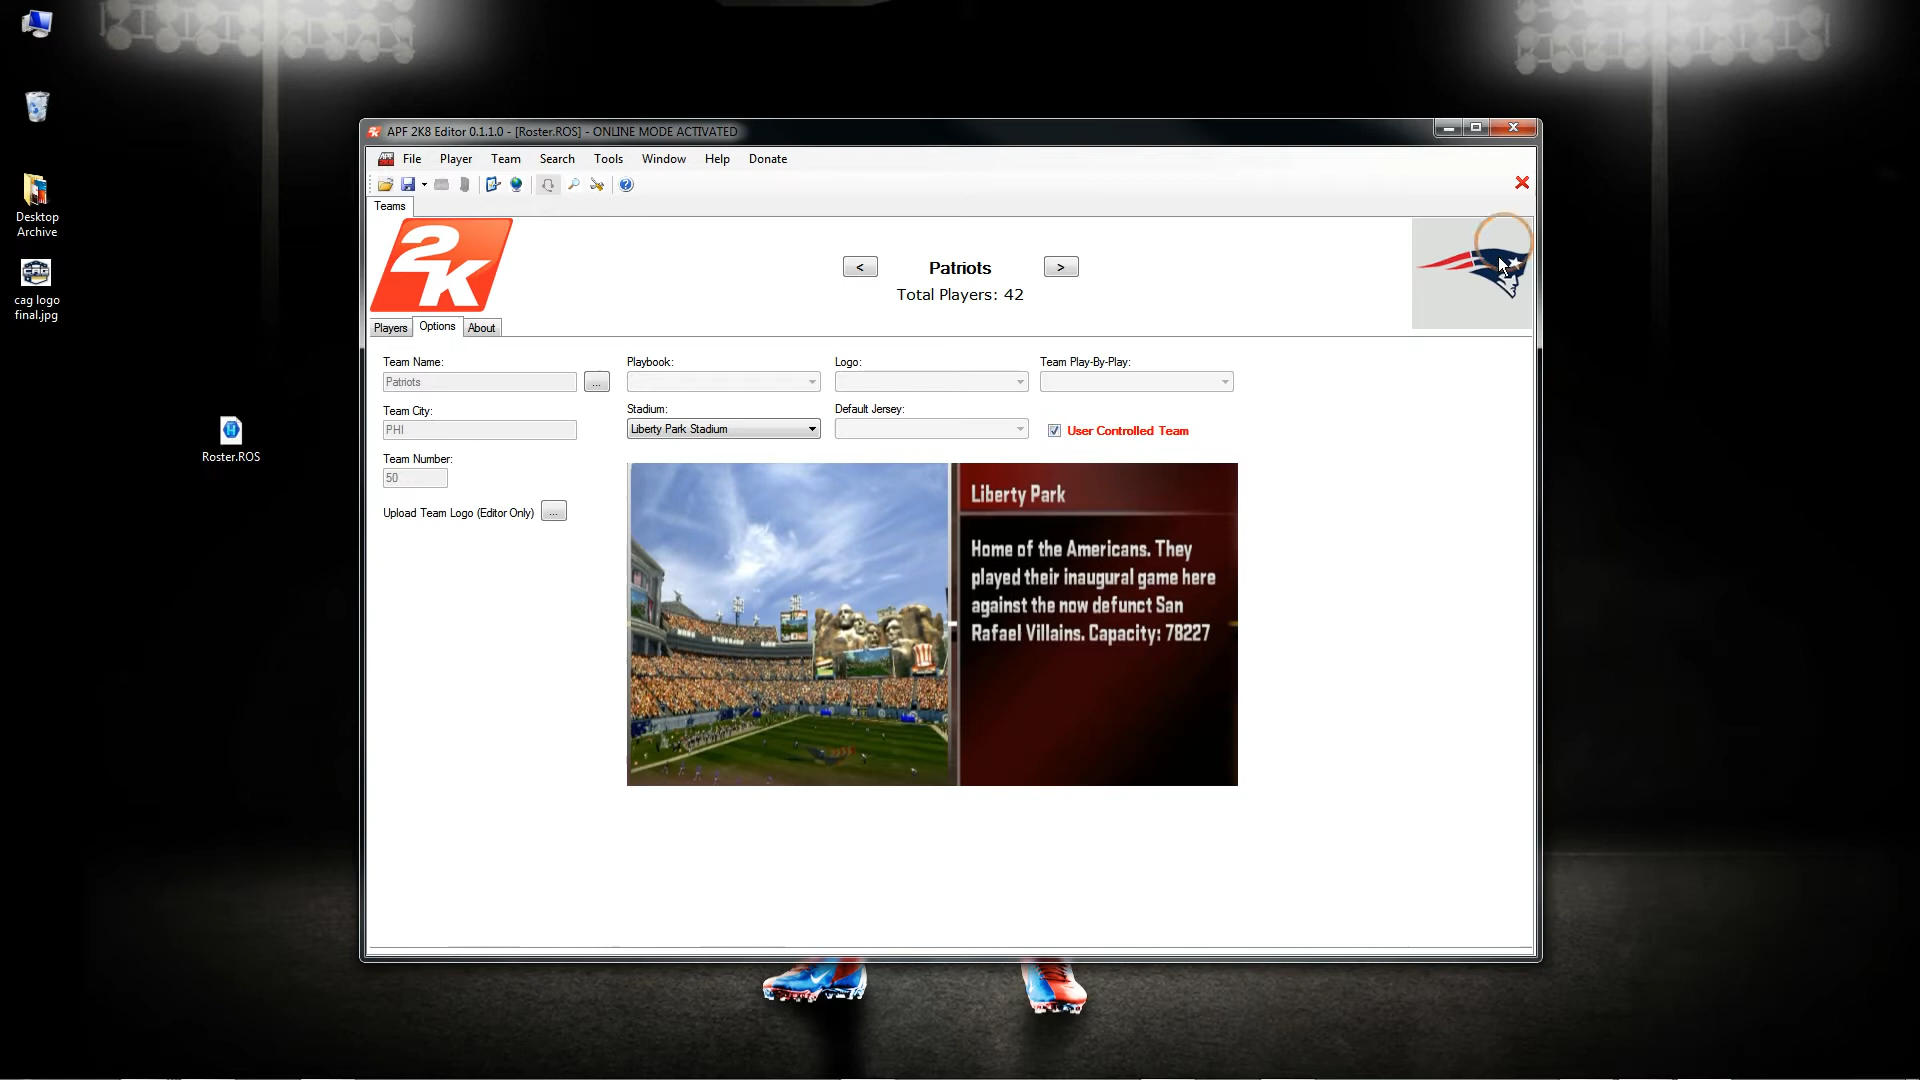 APF 2K8 Editor 0.1.1.0 - [Roster.ROS] - ONLINE MODE ACTIVATED
File Player Team Search Tools Window Help Donate
Teams
2K
< Patriots >
Total Players: 42
Players Options About
Team Name: Playbook: Logo: Team Play-By-Play:
Patriots ...
Team City: Stadium: Default Jersey:
PHI Liberty Park Stadium User Controlled Team
Team Number:
50
Upload Team Logo (Editor Only) ...
Liberty Park
Home of the Americans. They
played their inaugural game here
against the now defunct San
Rafael Villains. Capacity: 78227
Desktop
Archive
CAG
cag logo
final.jpg
Roster.ROS